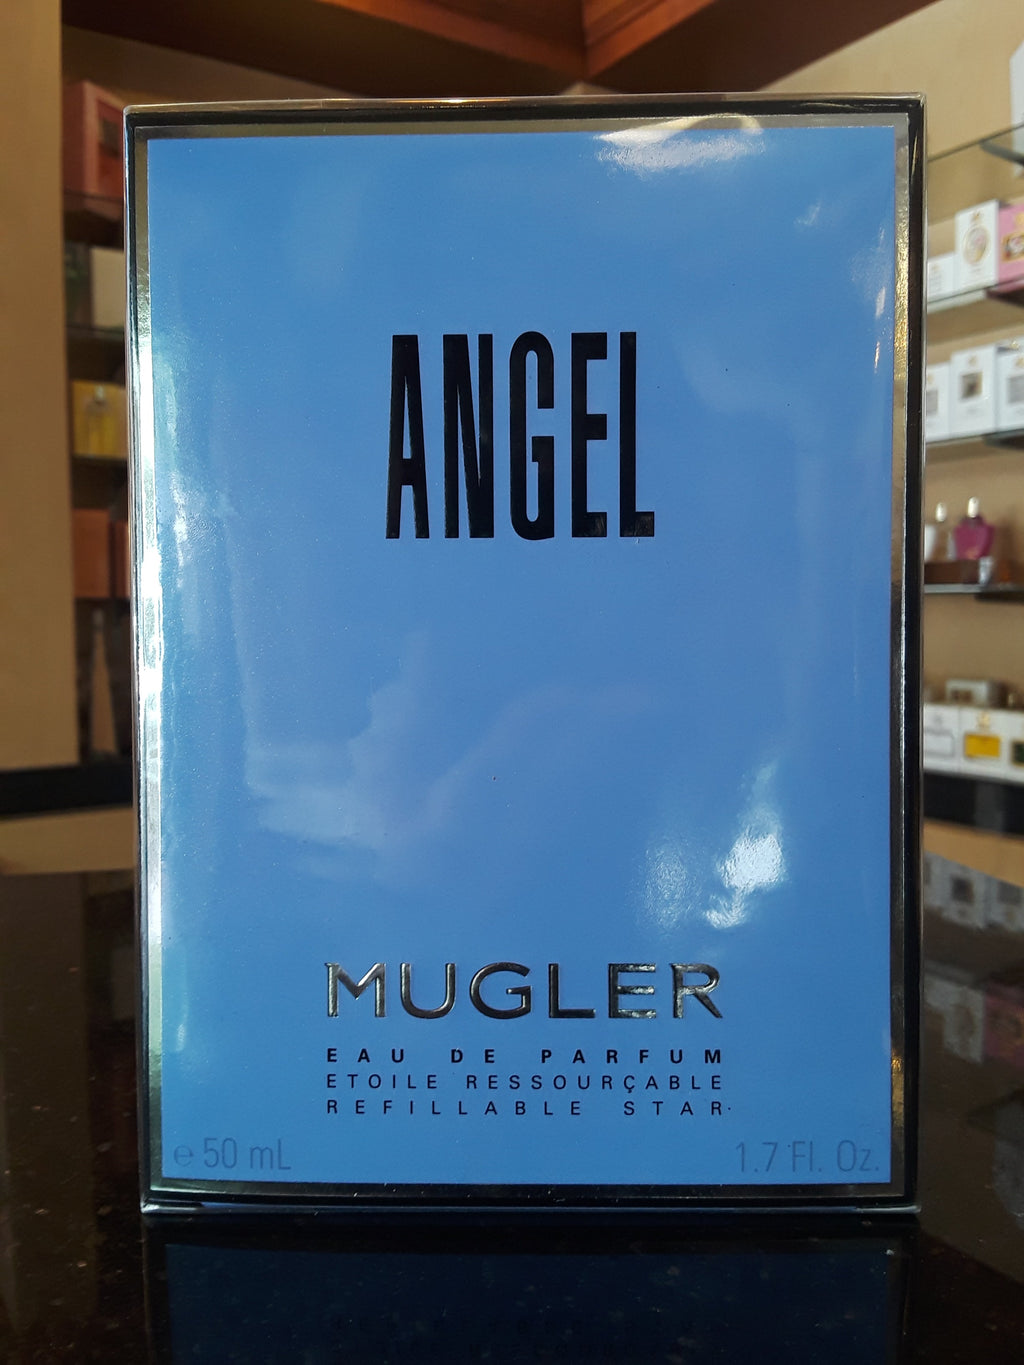 ANGEL
MUGLER
EAU DE PARFUM
ETOILE RESSOURÇABLE
REFILLABLE STAR
℮ 50 mL
1.7 Fl. Oz.